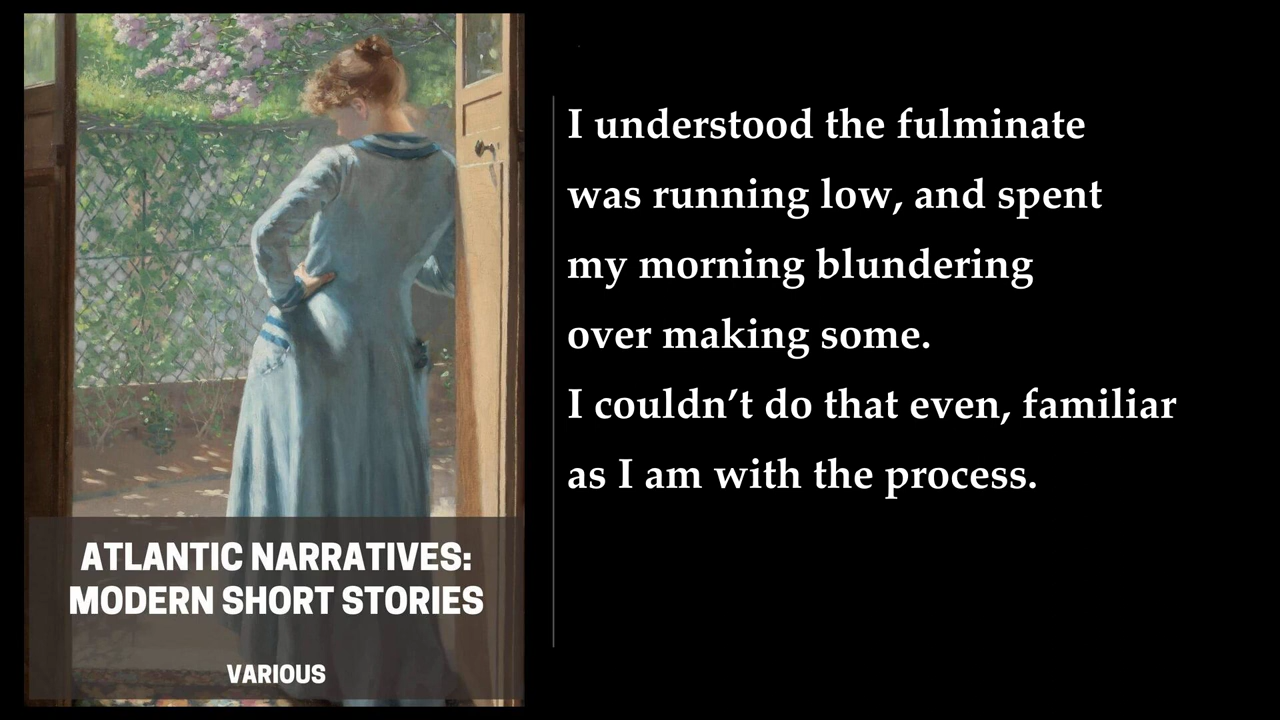 I understood the fulminate
was running low, and spent
my morning blundering
over making some.
I couldn’t do that even, familiar
as I am with the process.
ATLANTIC NARRATIVES:
MODERN SHORT STORIES
VARIOUS